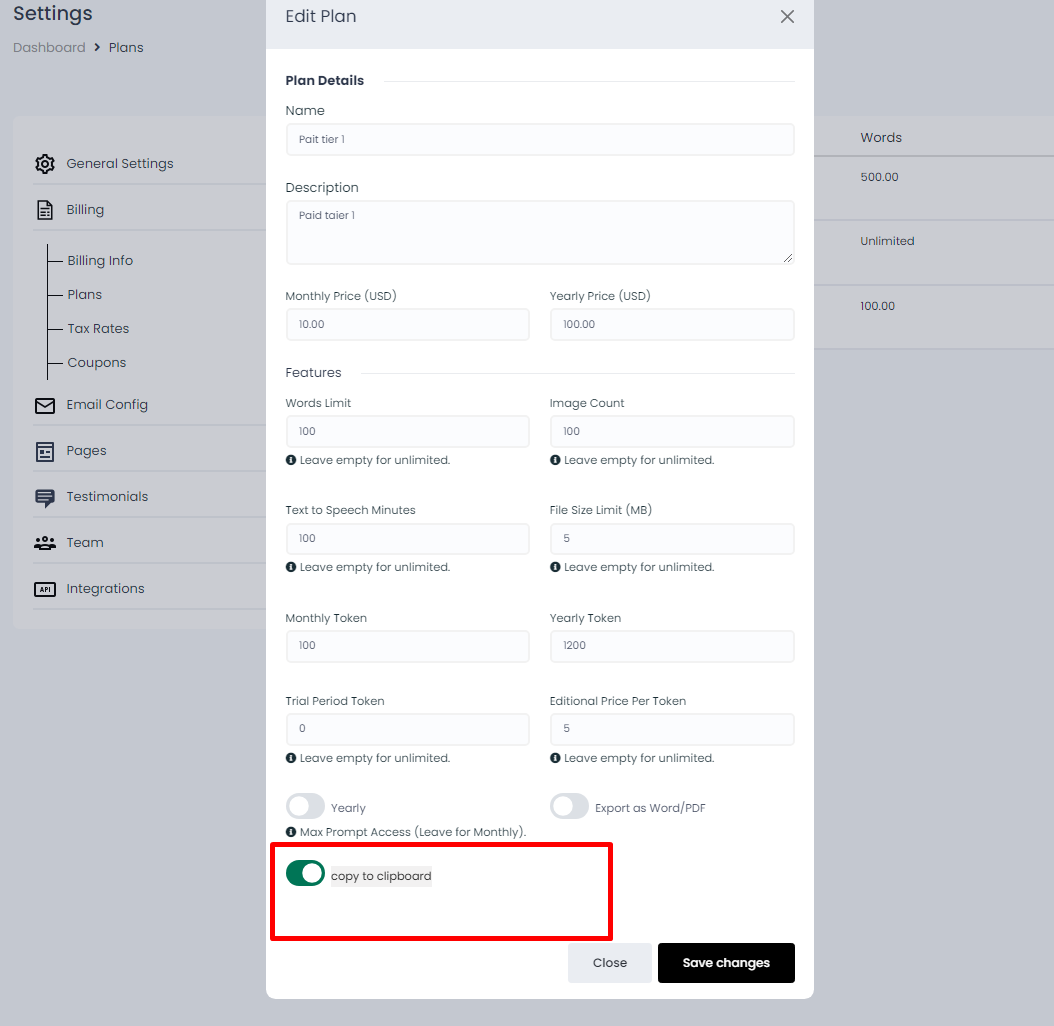 Settings
Dashboard > Plans
General Settings
Billing
Billing Info
Plans
Tax Rates
Coupons
Email Config
Pages
Testimonials
Team
API Integrations
Edit Plan
Plan Details
Name
Pait tier 1
Description
Paid taier 1
Monthly Price (USD) Yearly Price (USD)
10.00 100.00
Features
Words Limit Image Count
100 100
Leave empty for unlimited. Leave empty for unlimited.
Text to Speech Minutes File Size Limit (MB)
100 5
Leave empty for unlimited. Leave empty for unlimited.
Monthly Token Yearly Token
100 1200
Trial Period Token Editional Price Per Token
0 5
Leave empty for unlimited. Leave empty for unlimited.
Yearly Export as Word/PDF
Max Prompt Access (Leave for Monthly).
copy to clipboard
Close Save changes
Words
500.00
Unlimited
100.00